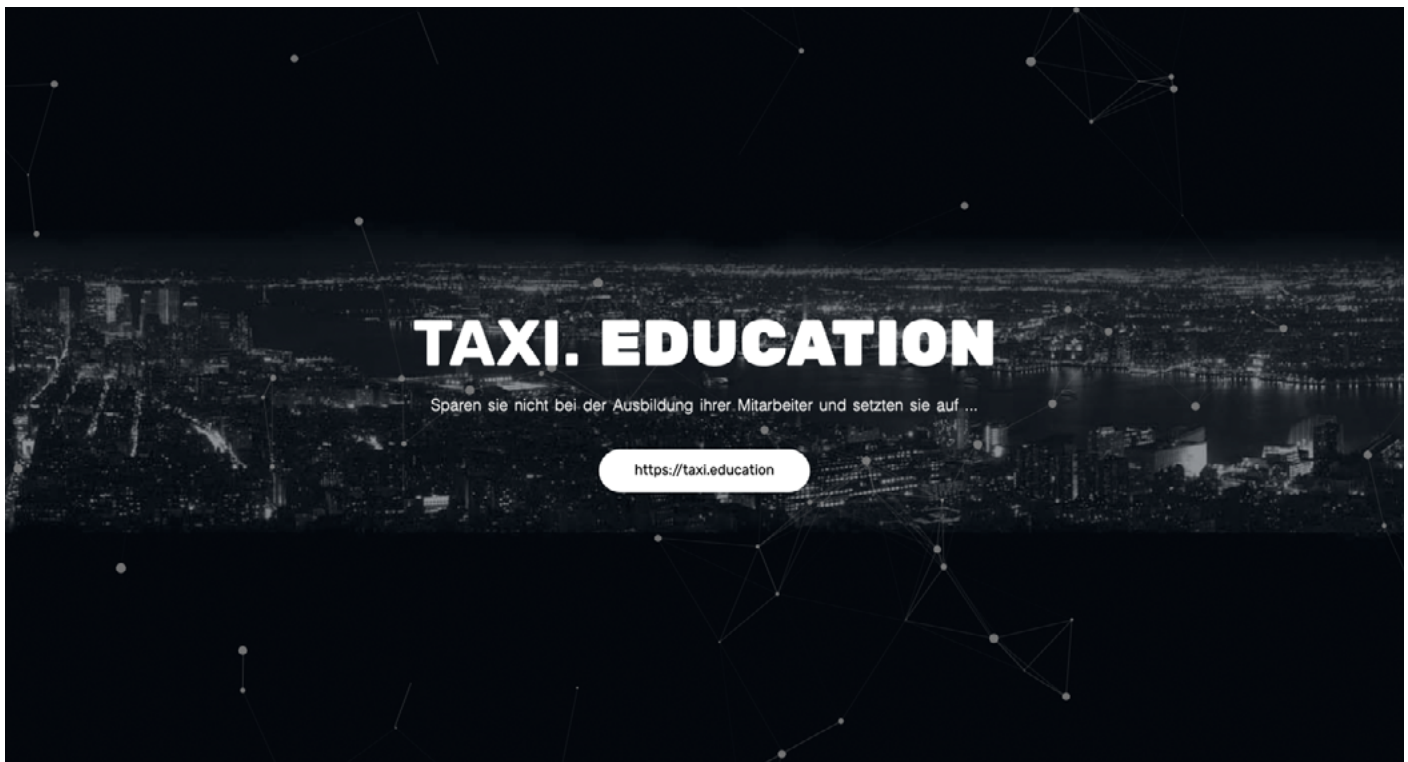 TAXI. EDUCATION
Sparen sie nicht bei der Ausbildung ihrer Mitarbeiter und setzten sie auf ...
https://taxi.education